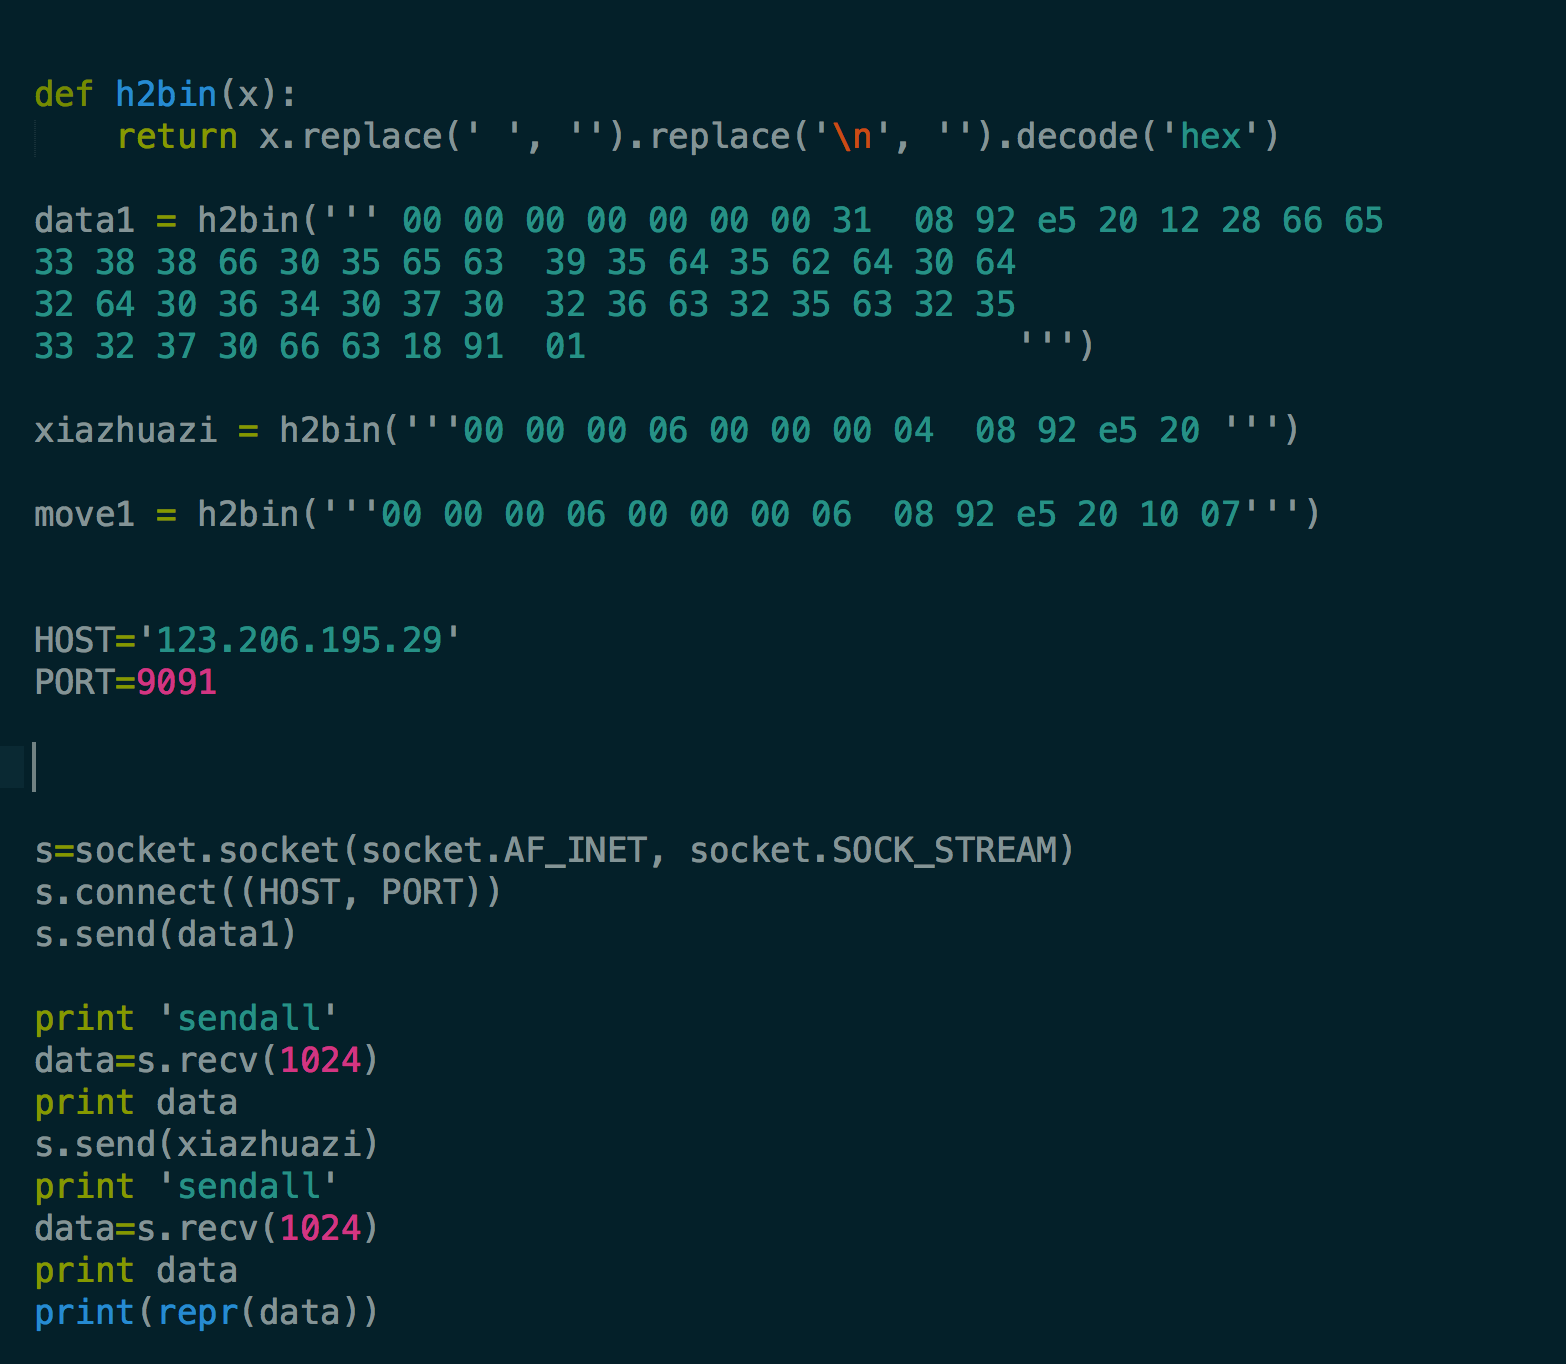 def h2bin(x):
    return x.replace(' ', '').replace('\n', '').decode('hex')
data1 = h2bin(''' 00 00 00 00 00 00 00 31  08 92 e5 20 12 28 66 65
33 38 38 66 30 35 65 63  39 35 64 35 62 64 30 64
32 64 30 36 34 30 37 30  32 36 63 32 35 63 32 35
33 32 37 30 66 63 18 91  01                     ''')
xiazhuazi = h2bin('''00 00 00 06 00 00 00 04  08 92 e5 20 ''')
move1 = h2bin('''00 00 00 06 00 00 00 06  08 92 e5 20 10 07''')
HOST='123.206.195.29'
PORT=9091
s=socket.socket(socket.AF_INET, socket.SOCK_STREAM)
s.connect((HOST, PORT))
s.send(data1)
print 'sendall'
data=s.recv(1024)
print data
s.send(xiazhuazi)
print 'sendall'
data=s.recv(1024)
print data
print(repr(data))